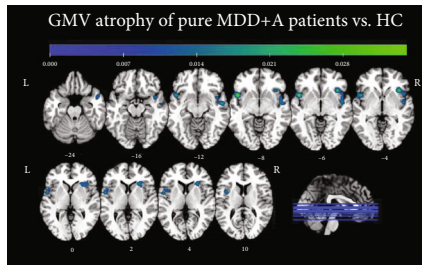 GMV atrophy of pure MDD+A patients vs. HC
0.000 0.007 0.014 0.021 0.028
L R
−24 −16 −12 −8 −6 −4
L R
0 2 4 10